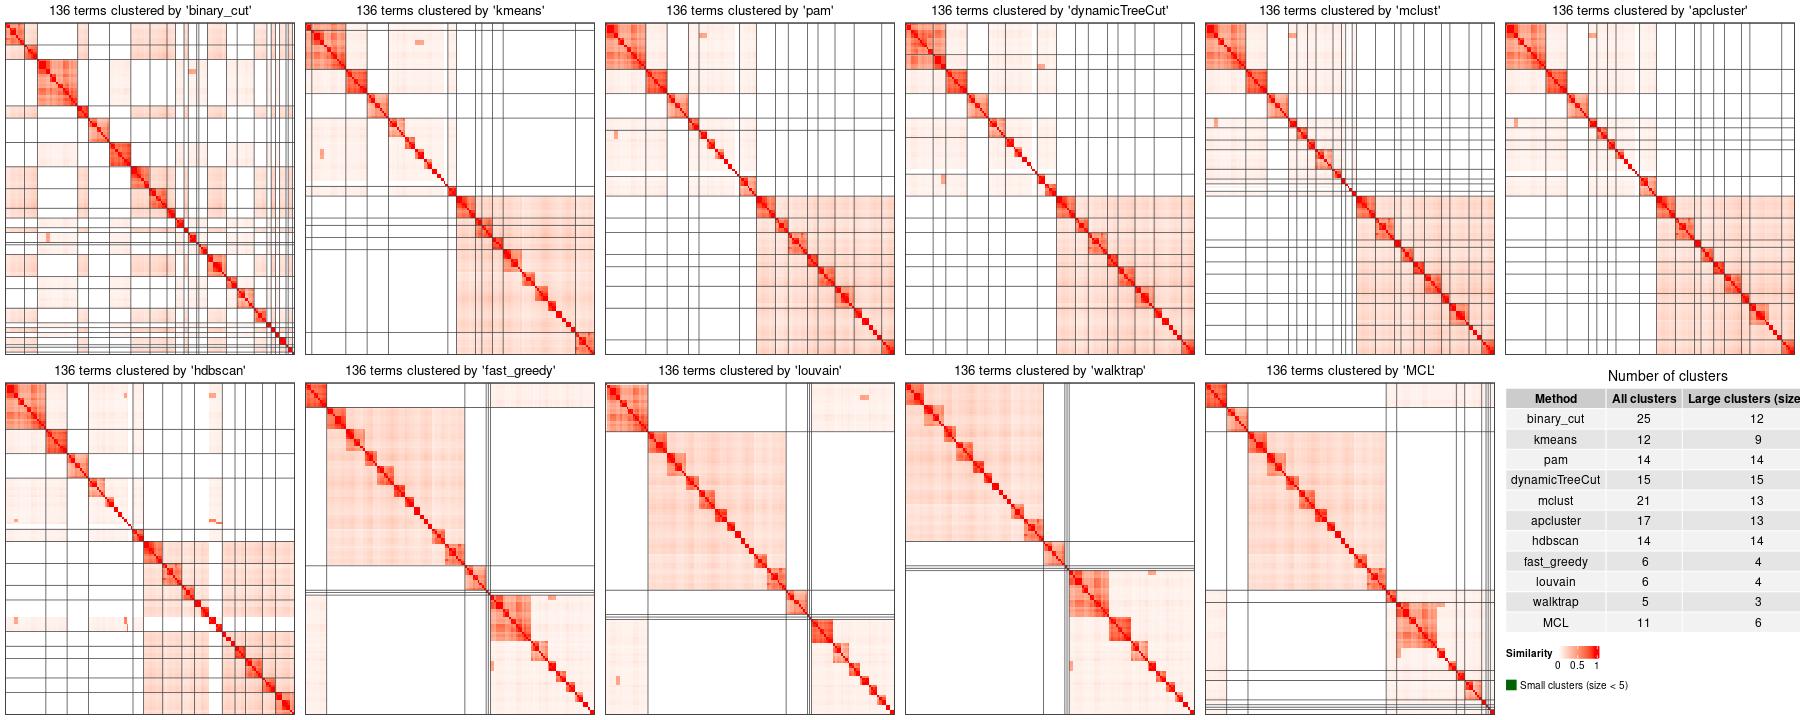 136 terms clustered by 'binary_cut'
136 terms clustered by 'kmeans'
136 terms clustered by 'pam'
136 terms clustered by 'dynamicTreeCut'
136 terms clustered by 'mclust'
136 terms clustered by 'apcluster'
136 terms clustered by 'hdbscan'
136 terms clustered by 'fast_greedy'
136 terms clustered by 'louvain'
136 terms clustered by 'walktrap'
136 terms clustered by 'MCL'
Number of clusters
Method All clusters Large clusters (size
binary_cut 25 12
kmeans 12 9
pam 14 14
dynamicTreeCut 15 15
mclust 21 13
apcluster 17 13
hdbscan 14 14
fast_greedy 6 4
louvain 6 4
walktrap 5 3
MCL 11 6
Similarity
0 0.5 1
Small clusters (size < 5)